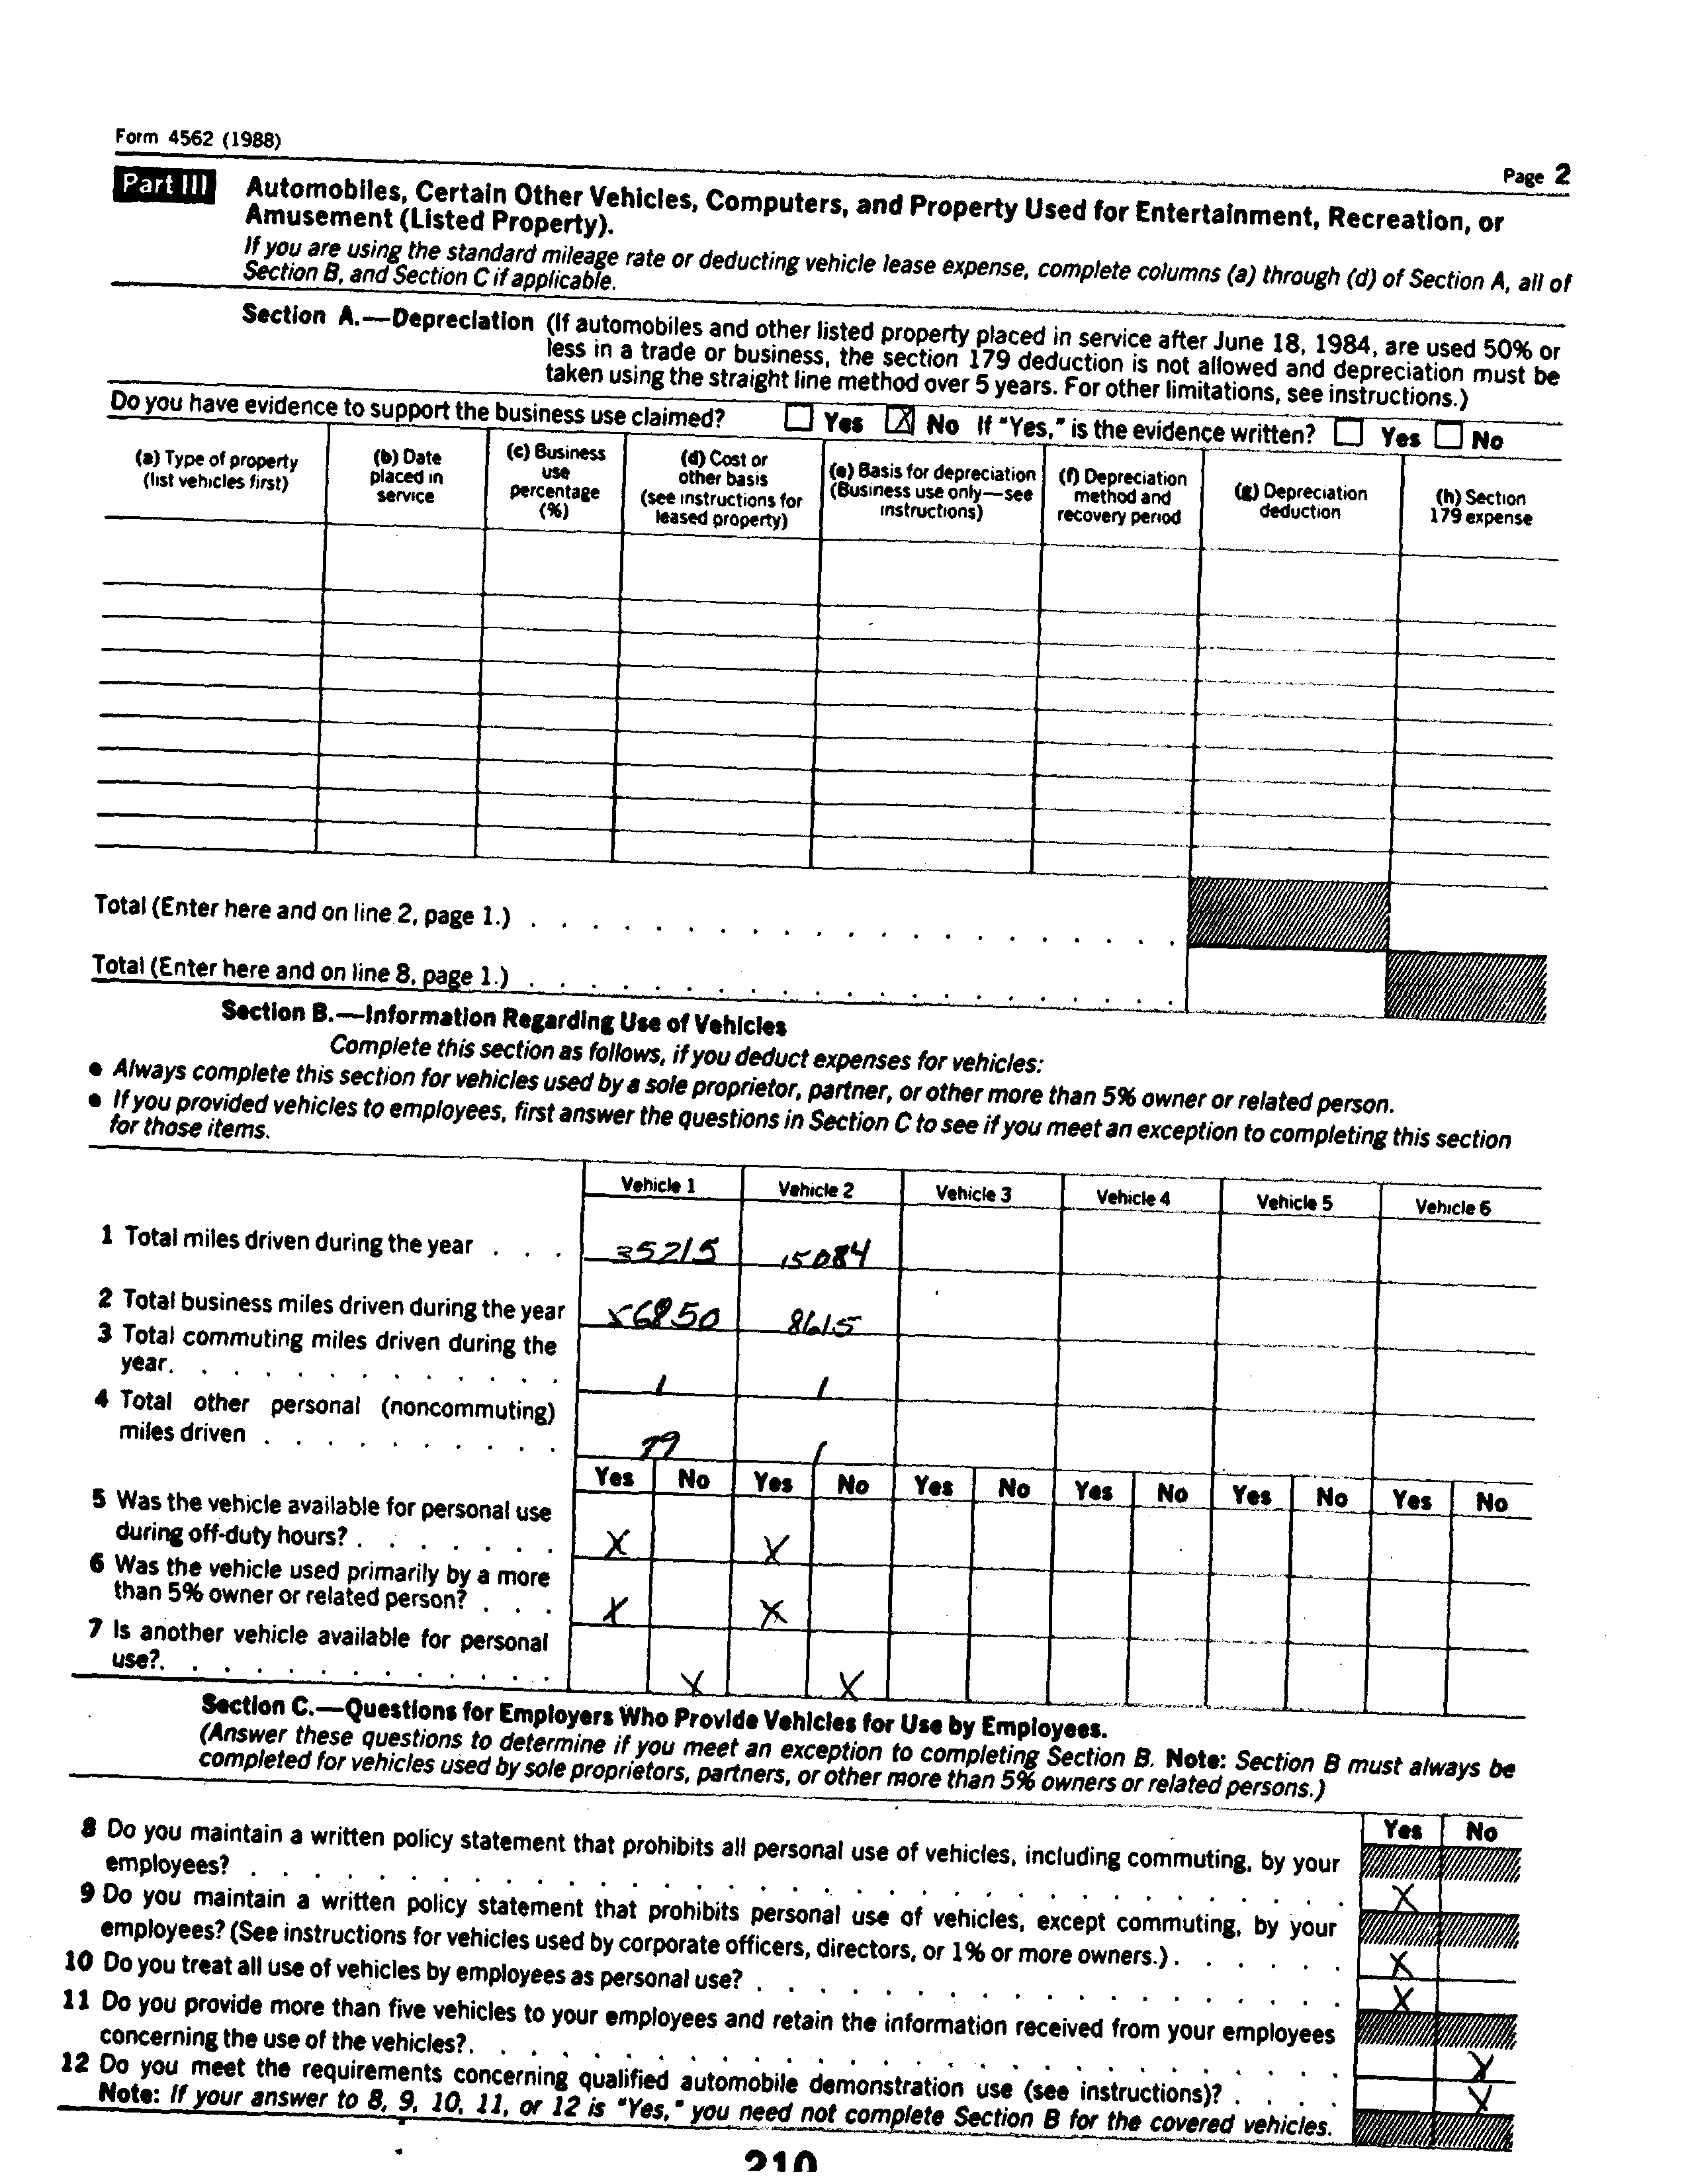 Form 4562 (1988)
Page 2
Part III Automobiles, Certain Other Vehicles, Computers, and Property Used for Entertainment, Recreation, or
Amusement (Listed Property).
If you are using the standard mileage rate or deducting vehicle lease expense, complete columns (a) through (d) of Section A, all of
Section B, and Section C if applicable.
Section A.—Depreciation (If automobiles and other listed property placed in service after June 18, 1984, are used 50% or
less in a trade or business, the section 179 deduction is not allowed and depreciation must be
taken using the straight line method over 5 years. For other limitations, see instructions.)
Do you have evidence to support the business use claimed? Yes X No If "Yes," is the evidence written? Yes No
(a) Type of property
(list vehicles first)
(b) Date
placed in
service
(c) Business
use
percentage
(%)
(d) Cost or
other basis
(see instructions for
leased property)
(e) Basis for depreciation
(Business use only—see
instructions)
(f) Depreciation
method and
recovery period
(g) Depreciation
deduction
(h) Section
179 expense
Total (Enter here and on line 2, page 1.)
Total (Enter here and on line 8, page 1.)
Section B.—Information Regarding Use of Vehicles
Complete this section as follows, if you deduct expenses for vehicles:
● Always complete this section for vehicles used by a sole proprietor, partner, or other more than 5% owner or related person.
● If you provided vehicles to employees, first answer the questions in Section C to see if you meet an exception to completing this section
for those items.
Vehicle 1 Vehicle 2 Vehicle 3 Vehicle 4 Vehicle 5 Vehicle 6
1 Total miles driven during the year . . . 35215 15084
2 Total business miles driven during the year 8615
3 Total commuting miles driven during the
year. . . . . . . . . . . . . / /
4 Total other personal (noncommuting)
miles driven . . . . . . . . . . /
Yes No Yes No Yes No Yes No Yes No Yes No
5 Was the vehicle available for personal use
during off-duty hours? . . . . . . . X X
6 Was the vehicle used primarily by a more
than 5% owner or related person? . . . X X
7 Is another vehicle available for personal
use?. . . . . . . . . . . . . X X
Section C.—Questions for Employers Who Provide Vehicles for Use by Employees.
(Answer these questions to determine if you meet an exception to completing Section B. Note: Section B must always be
completed for vehicles used by sole proprietors, partners, or other more than 5% owners or related persons.)
Yes No
8 Do you maintain a written policy statement that prohibits all personal use of vehicles, including commuting, by your
employees? X
9 Do you maintain a written policy statement that prohibits personal use of vehicles, except commuting, by your
employees? (See instructions for vehicles used by corporate officers, directors, or 1% or more owners.) . . . . . . X
10 Do you treat all use of vehicles by employees as personal use? X
11 Do you provide more than five vehicles to your employees and retain the information received from your employees
concerning the use of the vehicles?. X
12 Do you meet the requirements concerning qualified automobile demonstration use (see instructions)? . . . . X
Note: If your answer to 8, 9, 10, 11, or 12 is "Yes," you need not complete Section B for the covered vehicles.
210